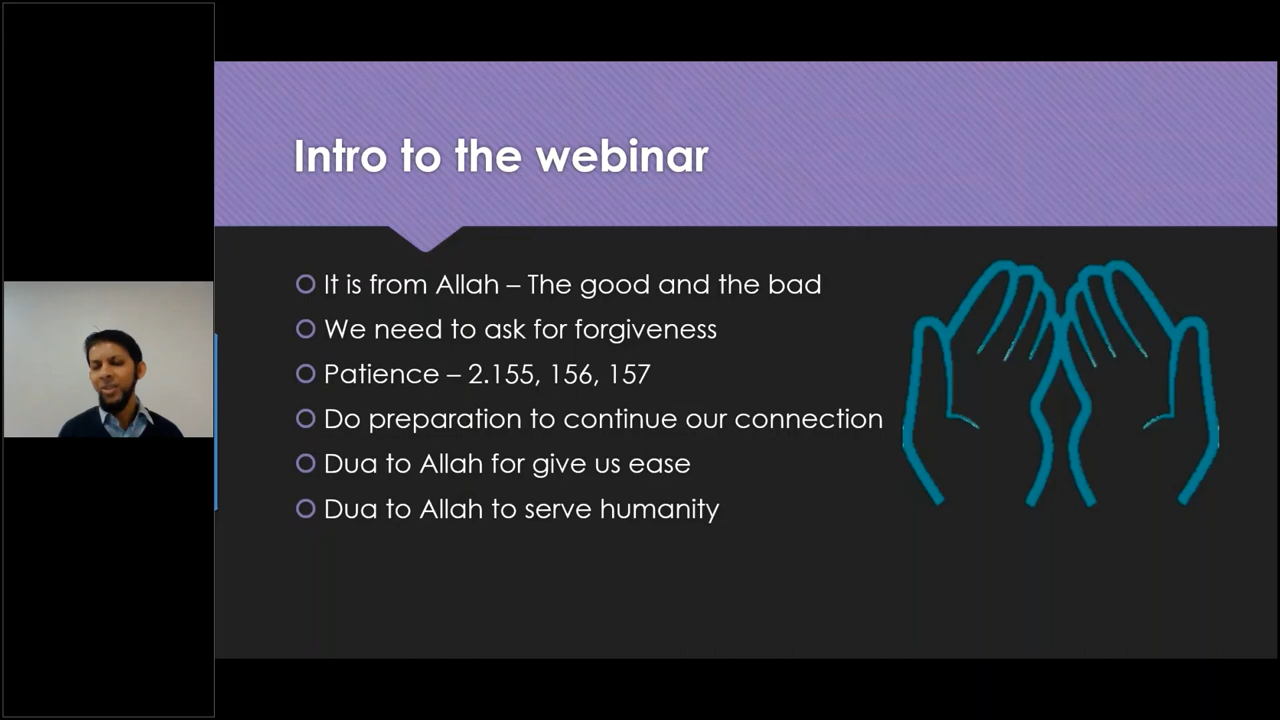 Intro to the webinar
It is from Allah – The good and the bad
We need to ask for forgiveness
Patience – 2.155, 156, 157
Do preparation to continue our connection
Dua to Allah for give us ease
Dua to Allah to serve humanity